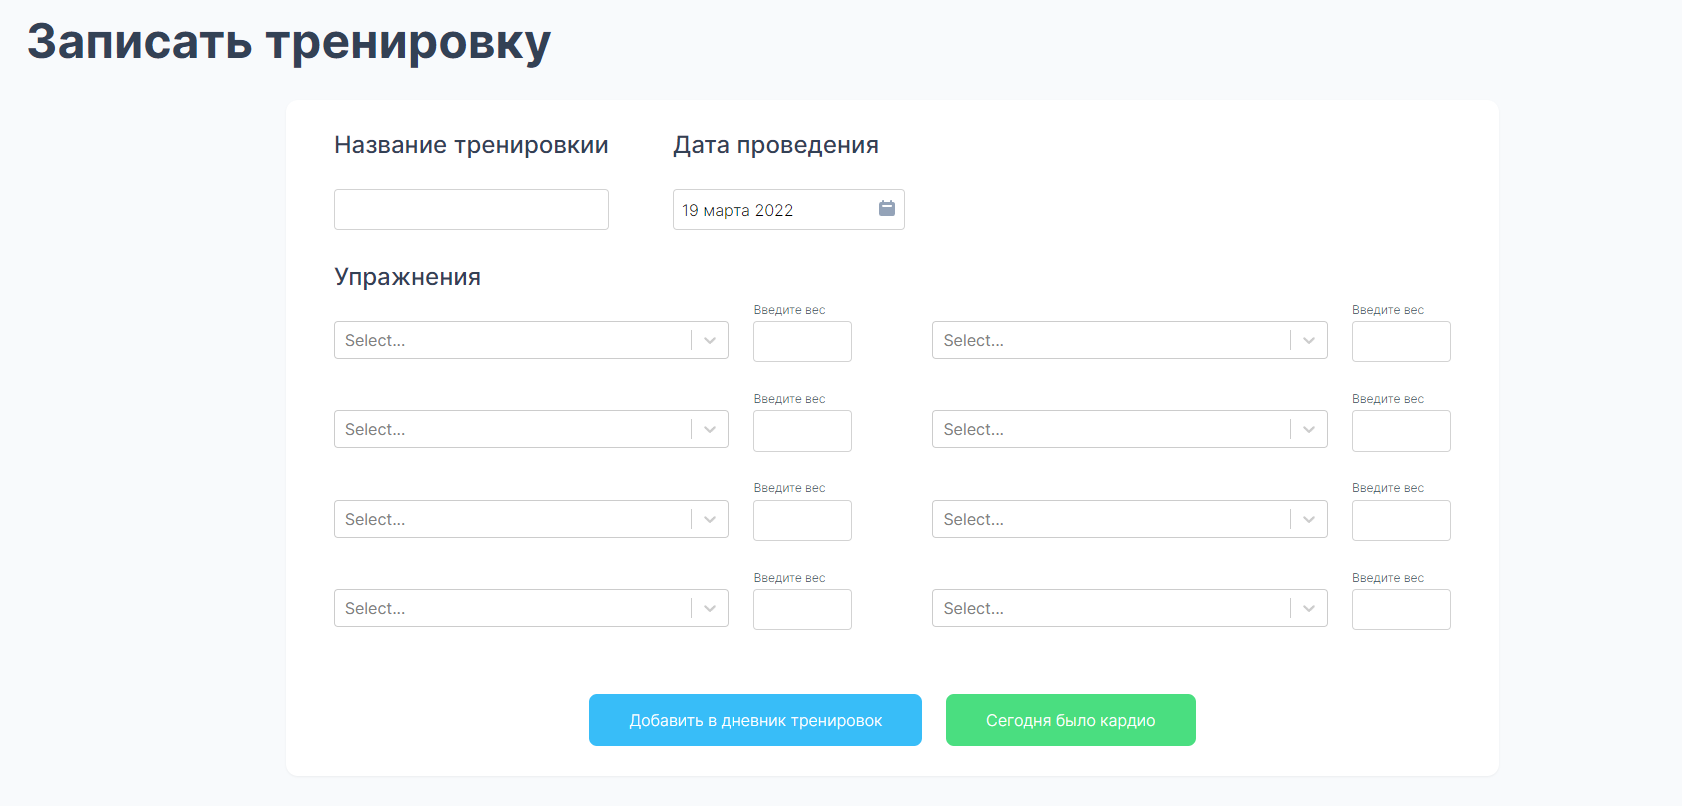 Записать тренировку
Название тренировкии
Дата проведения
19 марта 2022
Упражнения
Введите вес
Введите вес
Select...
Select...
Введите вес
Введите вес
Select...
Select...
Введите вес
Введите вес
Select...
Select...
Введите вес
Введите вес
Select...
Select...
Добавить в дневник тренировок
Сегодня было кардио